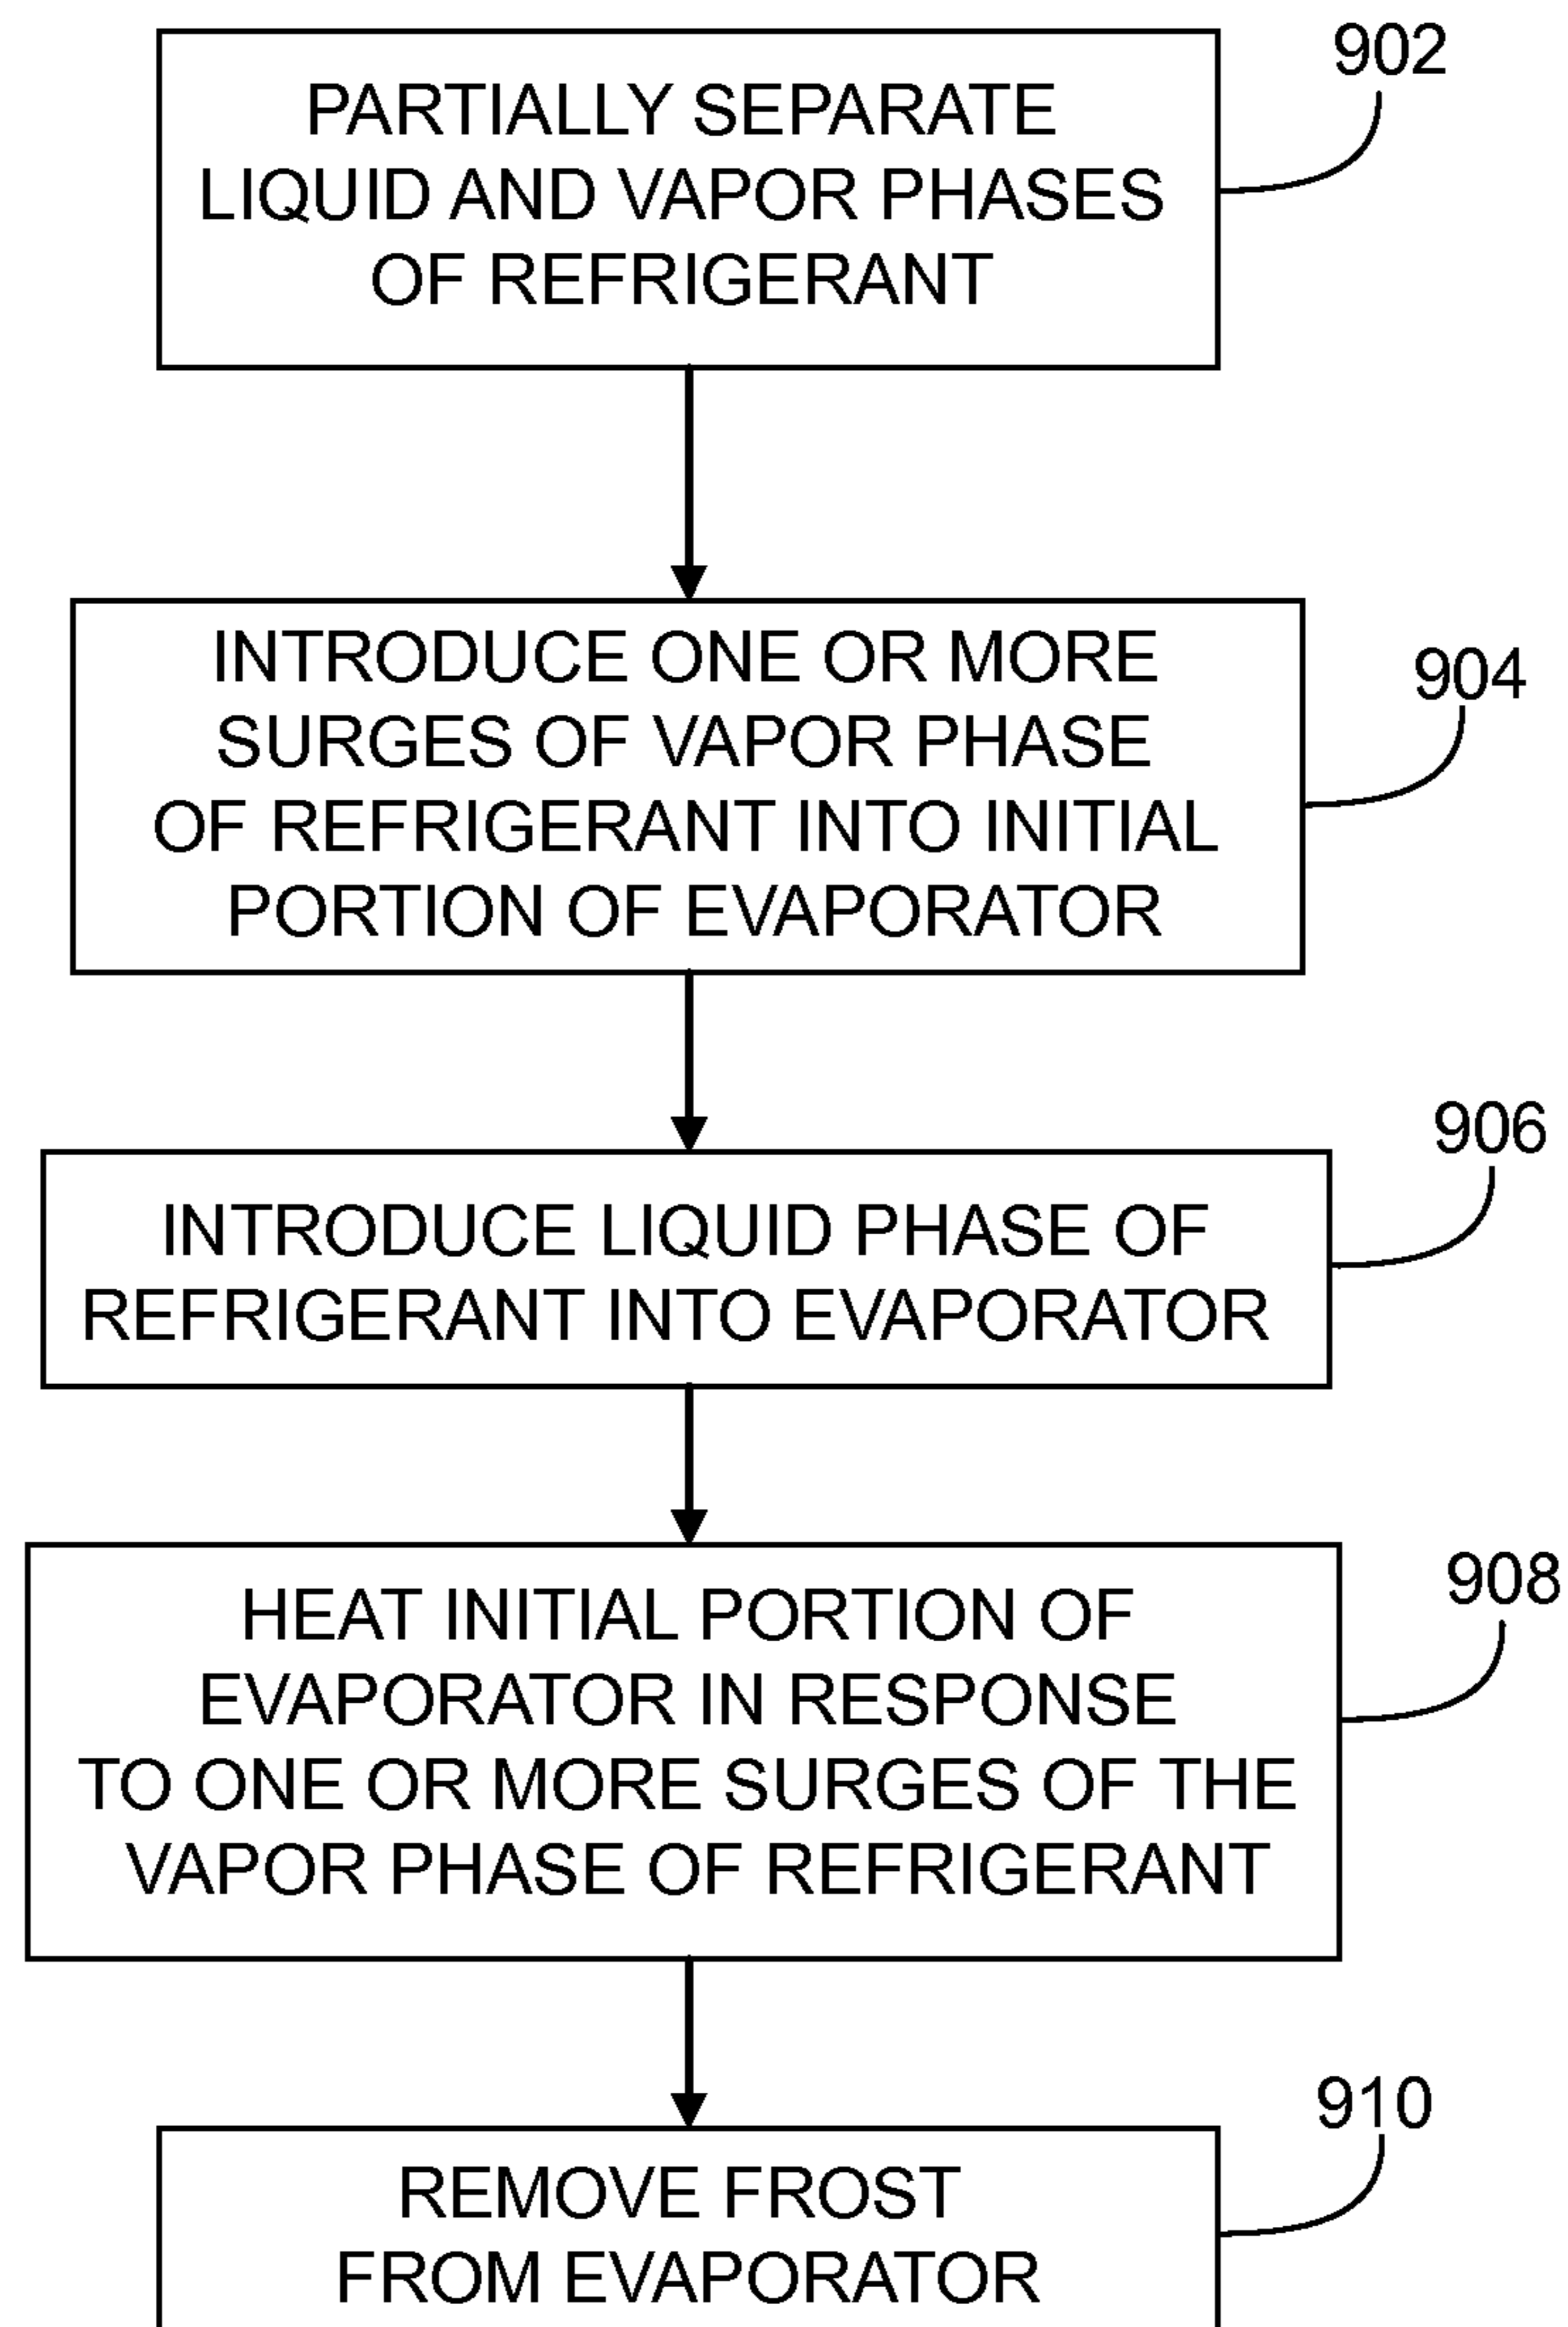 902
PARTIALLY SEPARATE
LIQUID AND VAPOR PHASES
OF REFRIGERANT
904
INTRODUCE ONE OR MORE
SURGES OF VAPOR PHASE
OF REFRIGERANT INTO INITIAL
PORTION OF EVAPORATOR
906
INTRODUCE LIQUID PHASE OF
REFRIGERANT INTO EVAPORATOR
908
HEAT INITIAL PORTION OF
EVAPORATOR IN RESPONSE
TO ONE OR MORE SURGES OF THE
VAPOR PHASE OF REFRIGERANT
910
REMOVE FROST
FROM EVAPORATOR